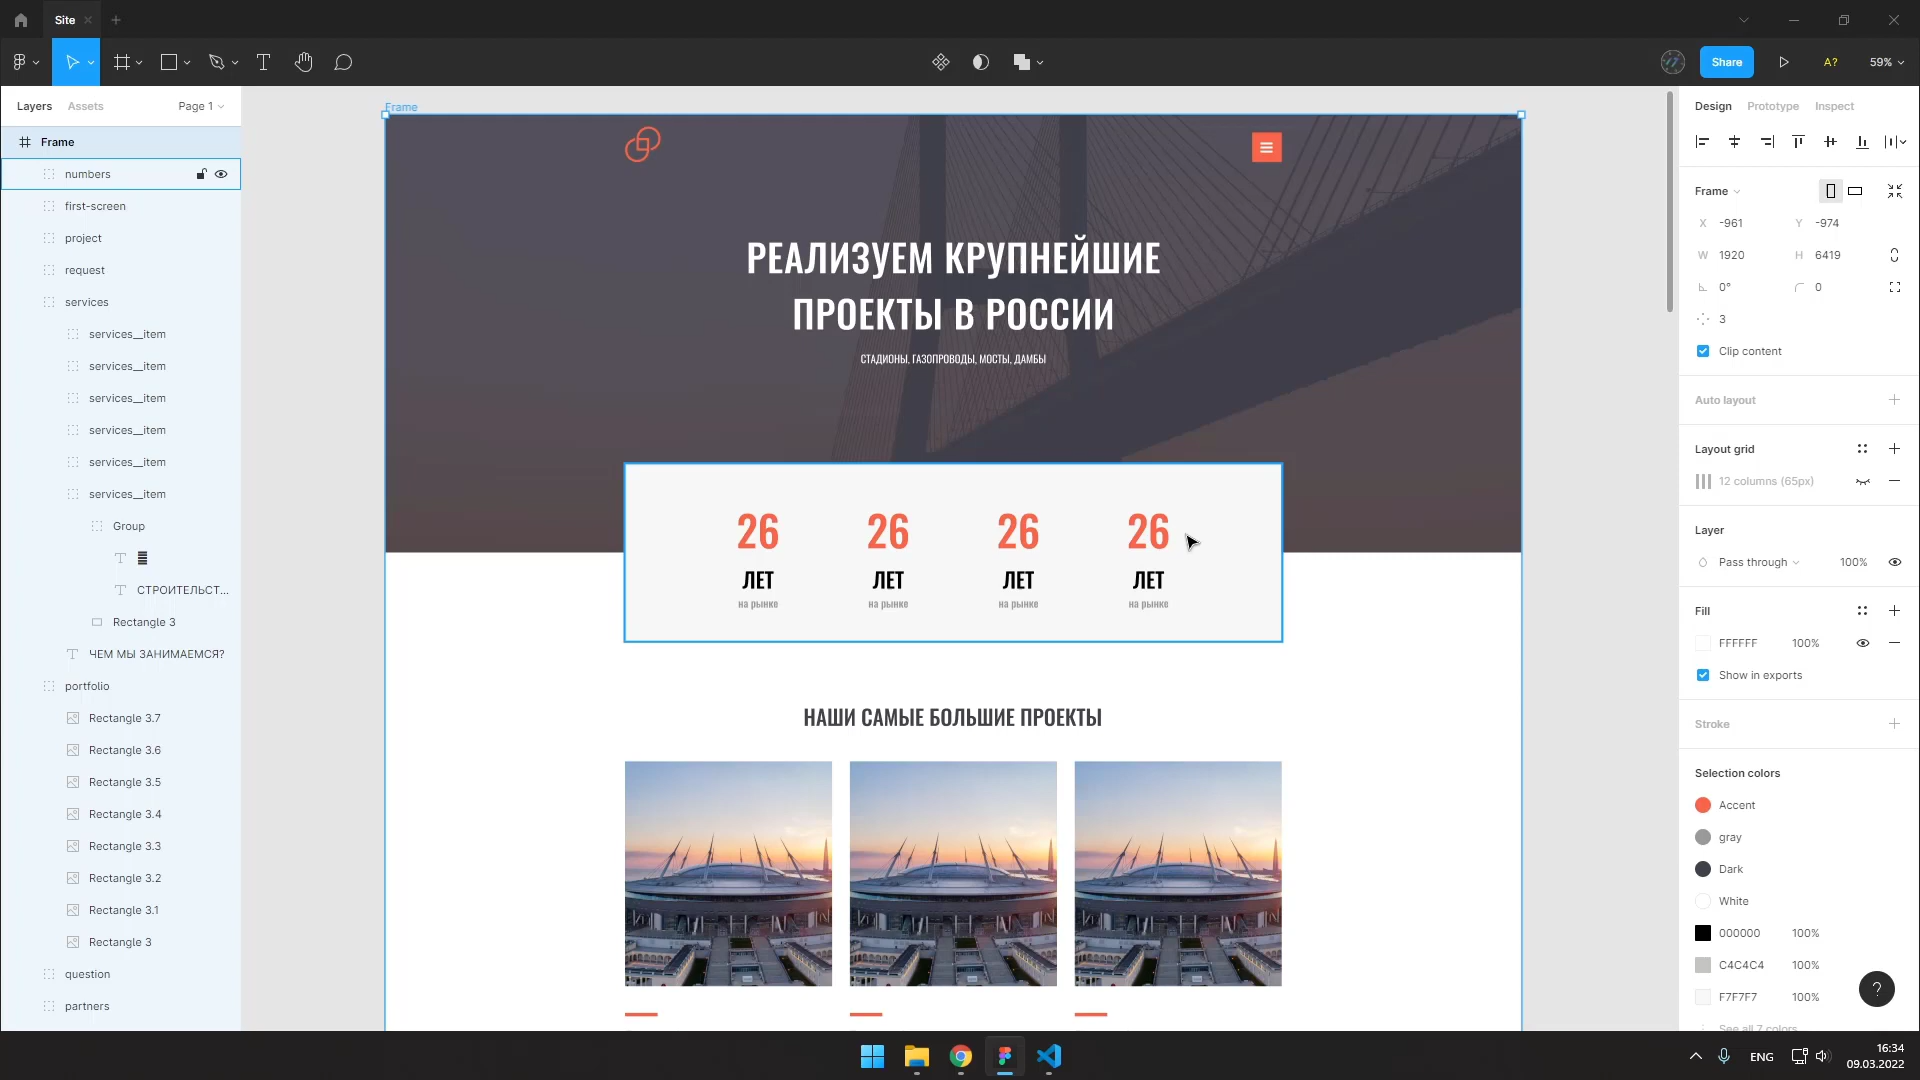 Site
Share
A?
59%
Layers
Assets
Page 1
Design
Prototype
Inspect
Frame
numbers
first-screen
project
request
services
services__item
services__item
services__item
services__item
services__item
services__item
Group
СТРОИТЕЛЬСТ...
Rectangle 3
ЧЕМ МЫ ЗАНИМАЕМСЯ?
portfolio
Rectangle 3.7
Rectangle 3.6
Rectangle 3.5
Rectangle 3.4
Rectangle 3.3
Rectangle 3.2
Rectangle 3.1
Rectangle 3
question
partners
Frame
РЕАЛИЗУЕМ КРУПНЕЙШИЕ
ПРОЕКТЫ В РОССИИ
СТАДИОНЫ, ГАЗОПРОВОДЫ, МОСТЫ, ДАМБЫ
26 26 26 26
ЛЕТ ЛЕТ ЛЕТ ЛЕТ
на рынке на рынке на рынке на рынке
НАШИ САМЫЕ БОЛЬШИЕ ПРОЕКТЫ
Frame
X -961 Y -974
W 1920 H 6419
0° 0
3
Clip content
Auto layout
Layout grid
12 columns (65px)
Layer
Pass through 100%
Fill
FFFFFF 100%
Show in exports
Stroke
Selection colors
Accent
gray
Dark
White
000000 100%
C4C4C4 100%
F7F7F7 100%
See all 7 colors
?
ENG
16:34
09.03.2022